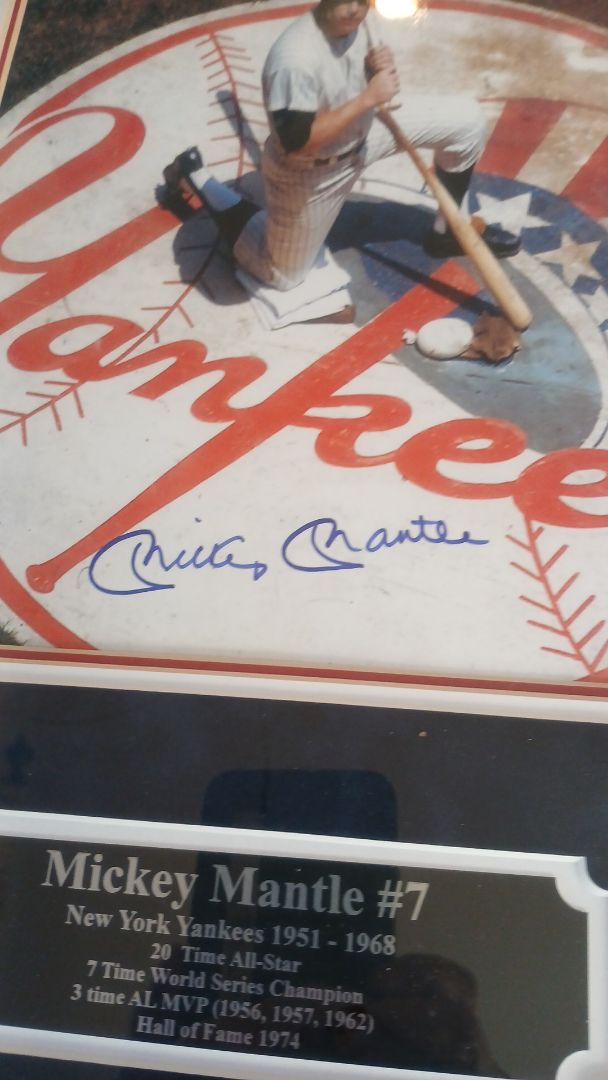 Yankee
Mickey Mantle
Mickey Mantle #7
New York Yankees 1951 - 1968
20 Time All-Star
7 Time World Series Champion
3 time AL MVP (1956, 1957, 1962)
Hall of Fame 1974